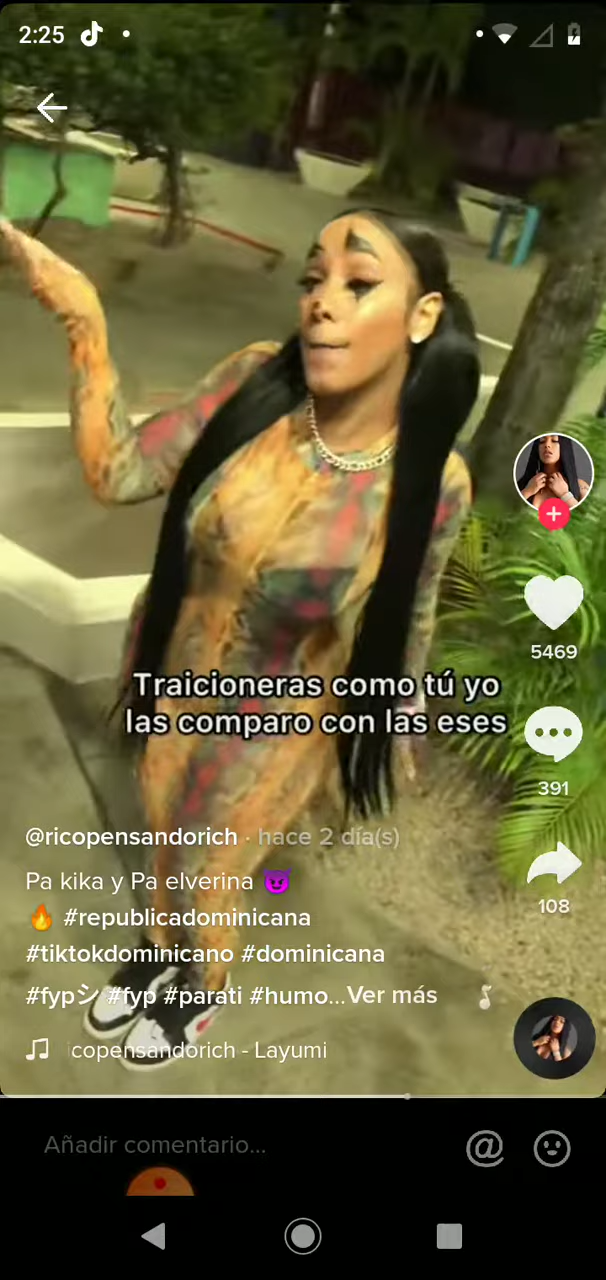 2:25
Traicioneras como tú yo
las comparo con las eses
5469
391
108
@ricopensandorich · hace 2 día(s)
Pa kika y Pa elverina 😈
🔥 #republicadominicana
#tiktokdominicano #dominicana
#fypシ #fyp #parati #humo...Ver más
icopensandorich - Layumi
Añadir comentario...